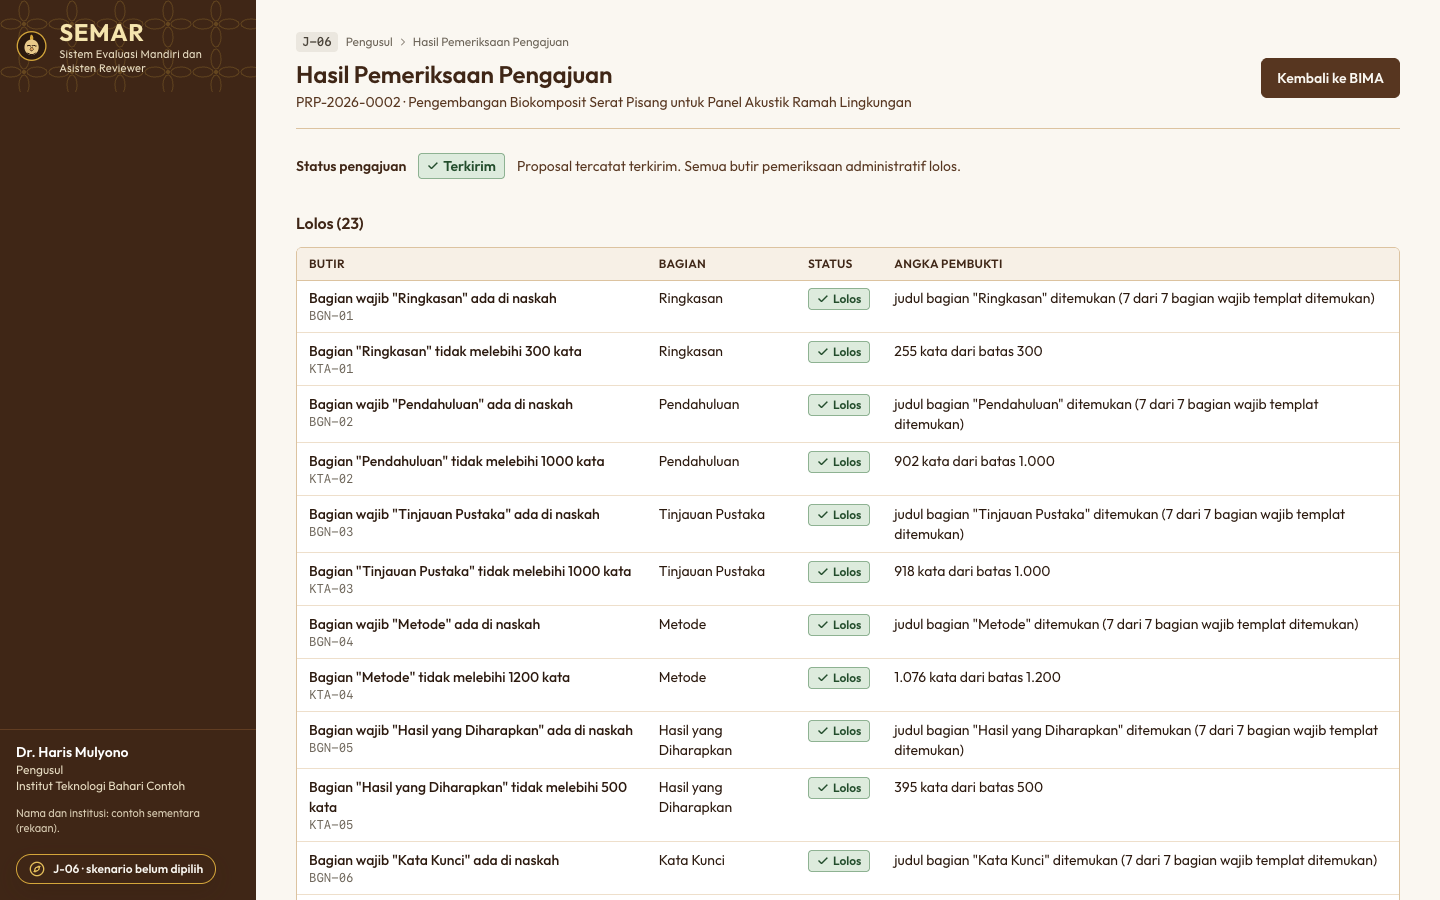 SEMAR
Sistem Evaluasi Mandiri dan
Asisten Reviewer
J-06 Pengusul > Hasil Pemeriksaan Pengajuan
Hasil Pemeriksaan Pengajuan
PRP-2026-0002 · Pengembangan Biokomposit Serat Pisang untuk Panel Akustik Ramah Lingkungan
Kembali ke BIMA
Status pengajuan Terkirim Proposal tercatat terkirim. Semua butir pemeriksaan administratif lolos.
Lolos (23)
BUTIR BAGIAN STATUS ANGKA PEMBUKTI
Bagian wajib "Ringkasan" ada di naskah Ringkasan Lolos judul bagian "Ringkasan" ditemukan (7 dari 7 bagian wajib templat ditemukan)
BGN-01
Bagian "Ringkasan" tidak melebihi 300 kata Ringkasan Lolos 255 kata dari batas 300
KTA-01
Bagian wajib "Pendahuluan" ada di naskah Pendahuluan Lolos judul bagian "Pendahuluan" ditemukan (7 dari 7 bagian wajib templat
BGN-02 ditemukan)
Bagian "Pendahuluan" tidak melebihi 1000 kata Pendahuluan Lolos 902 kata dari batas 1.000
KTA-02
Bagian wajib "Tinjauan Pustaka" ada di naskah Tinjauan Pustaka Lolos judul bagian "Tinjauan Pustaka" ditemukan (7 dari 7 bagian wajib templat
BGN-03 ditemukan)
Bagian "Tinjauan Pustaka" tidak melebihi 1000 kata Tinjauan Pustaka Lolos 918 kata dari batas 1.000
KTA-03
Bagian wajib "Metode" ada di naskah Metode Lolos judul bagian "Metode" ditemukan (7 dari 7 bagian wajib templat ditemukan)
BGN-04
Bagian "Metode" tidak melebihi 1200 kata Metode Lolos 1.076 kata dari batas 1.200
KTA-04
Bagian wajib "Hasil yang Diharapkan" ada di naskah Hasil yang Lolos judul bagian "Hasil yang Diharapkan" ditemukan (7 dari 7 bagian wajib templat
BGN-05 Diharapkan ditemukan)
Bagian "Hasil yang Diharapkan" tidak melebihi 500 Hasil yang Lolos 395 kata dari batas 500
kata Diharapkan
KTA-05
Bagian wajib "Kata Kunci" ada di naskah Kata Kunci Lolos judul bagian "Kata Kunci" ditemukan (7 dari 7 bagian wajib templat ditemukan)
BGN-06
Dr. Haris Mulyono
Pengusul
Institut Teknologi Bahari Contoh
Nama dan institusi: contoh sementara
(rekaan).
J-06 · skenario belum dipilih